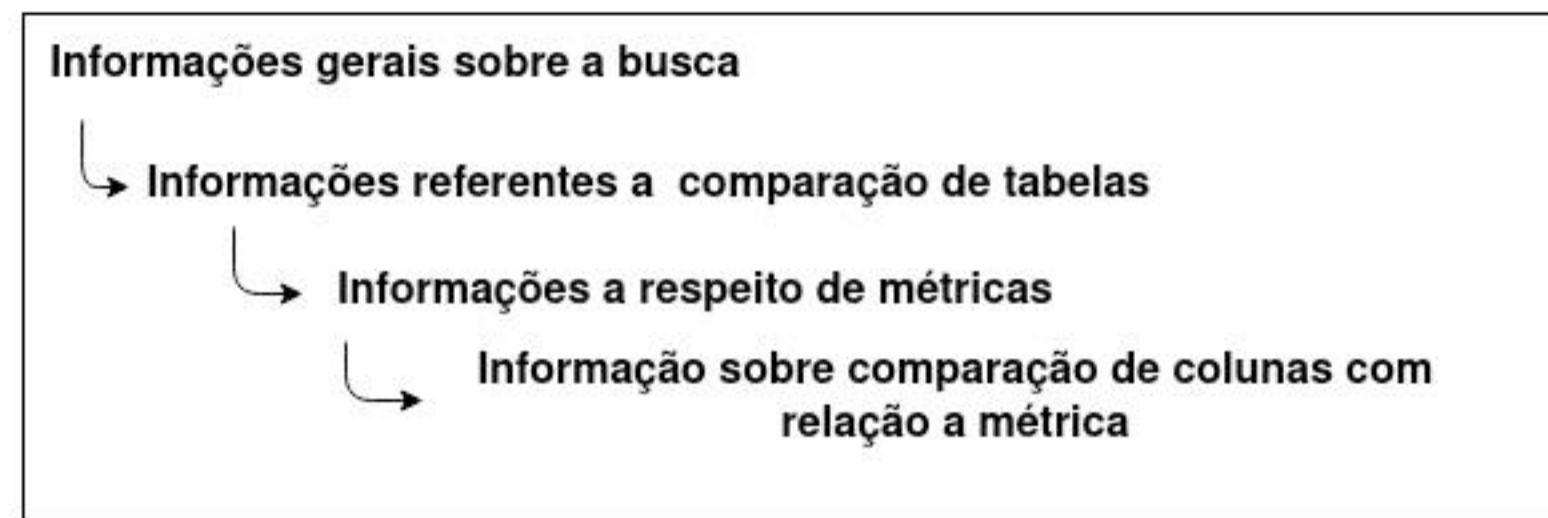 Informações gerais sobre a busca
Informações referentes a comparação de tabelas
Informações a respeito de métricas
Informação sobre comparação de colunas com
relação a métrica